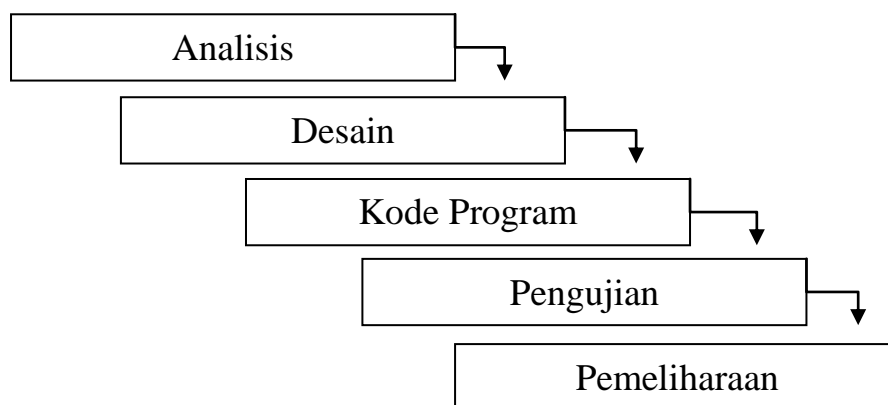 Analisis
Desain
Kode Program
Pengujian
Pemeliharaan